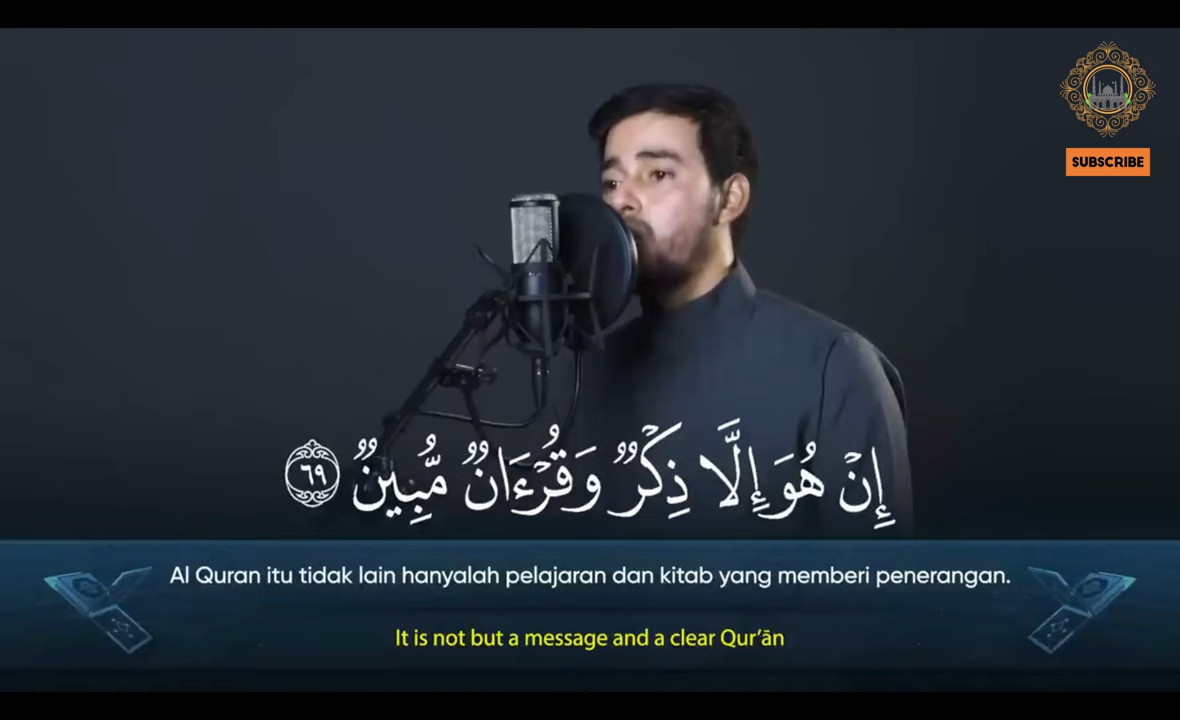 SUBSCRIBE
إِنْ هُوَ إِلَّا ذِكْرٌ وَقُرْءَانٌ مُّبِينٌ ٦٩
Al Quran itu tidak lain hanyalah pelajaran dan kitab yang memberi penerangan.
It is not but a message and a clear Qur’ān